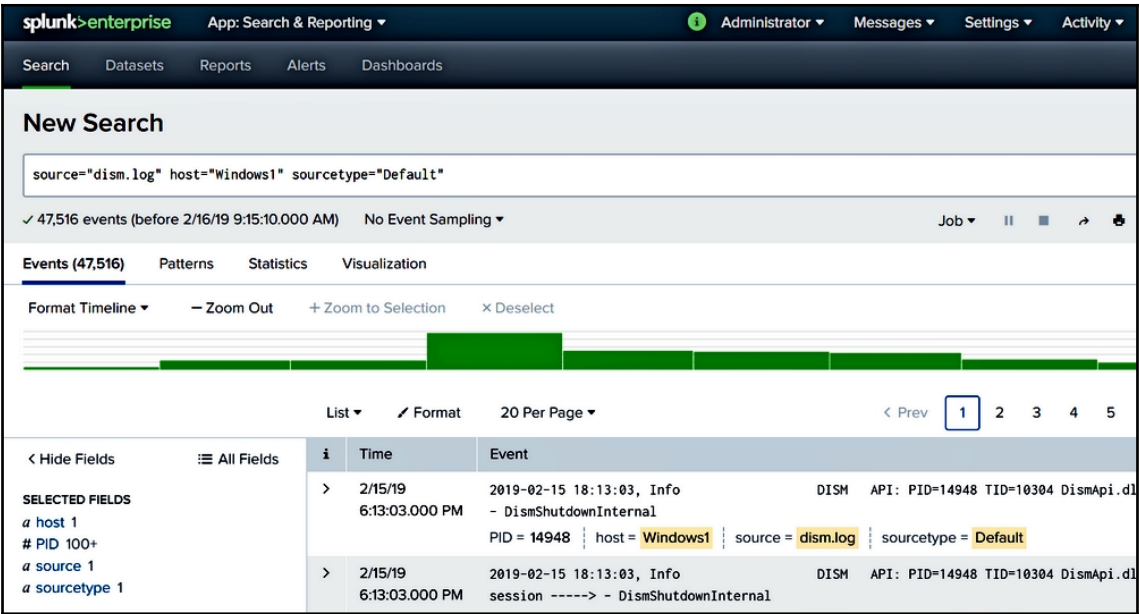 splunk>enterprise App: Search & Reporting ▾ i Administrator ▾ Messages ▾ Settings ▾ Activity ▾
Search Datasets Reports Alerts Dashboards
New Search
source="dism.log" host="Windows1" sourcetype="Default"
✓ 47,516 events (before 2/16/19 9:15:10.000 AM) No Event Sampling ▾ Job ▾
Events (47,516) Patterns Statistics Visualization
Format Timeline ▾ — Zoom Out + Zoom to Selection × Deselect
List ▾ Format 20 Per Page ▾ < Prev 1 2 3 4 5
< Hide Fields All Fields i Time Event
SELECTED FIELDS
a host 1
# PID 100+
a source 1
a sourcetype 1
> 2/15/19 2019-02-15 18:13:03, Info DISM API: PID=14948 TID=10304 DismApi.dl
6:13:03.000 PM - DismShutdownInternal
PID = 14948 host = Windows1 source = dism.log sourcetype = Default
> 2/15/19 2019-02-15 18:13:03, Info DISM API: PID=14948 TID=10304 DismApi.dl
6:13:03.000 PM session -----> - DismShutdownInternal